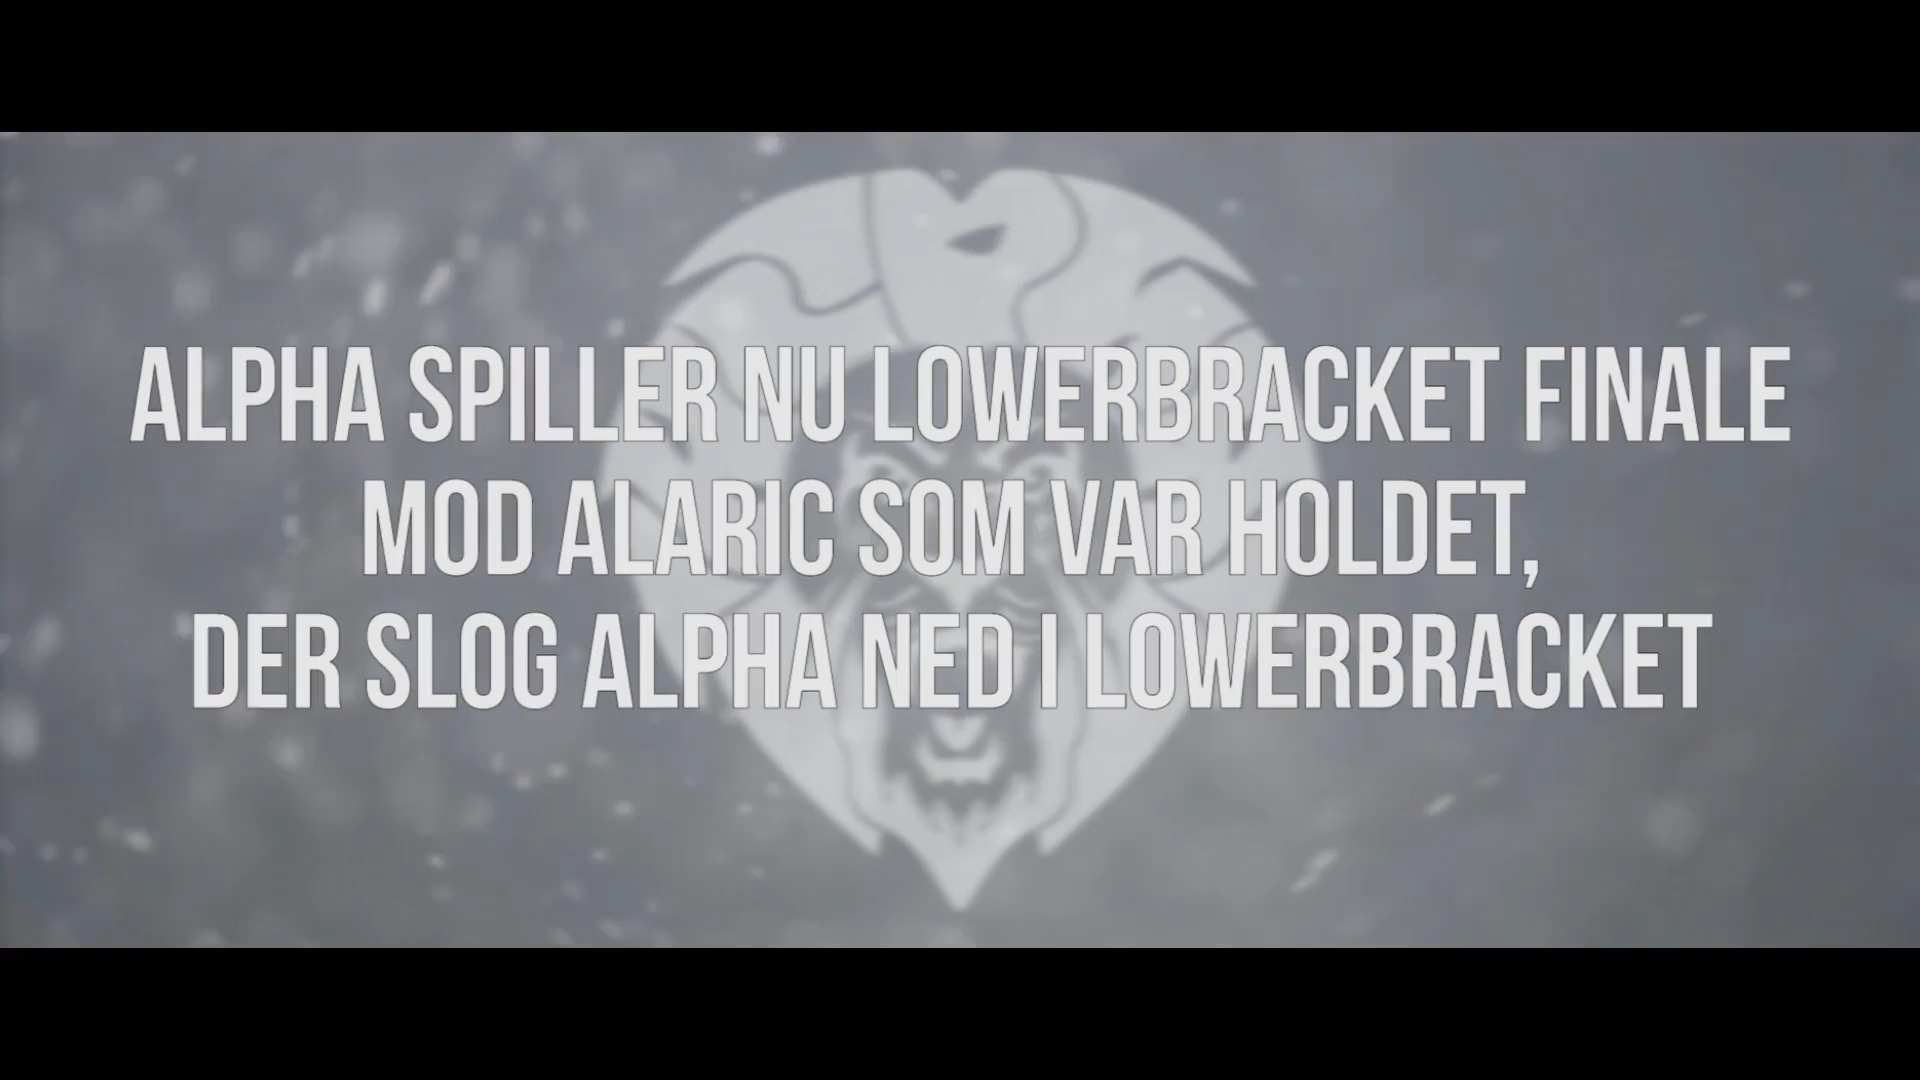 ALPHA SPILLER NU LOWERBRACKET FINALE
MOD ALARIC SOM VAR HOLDET,
DER SLOG ALPHA NED I LOWERBRACKET